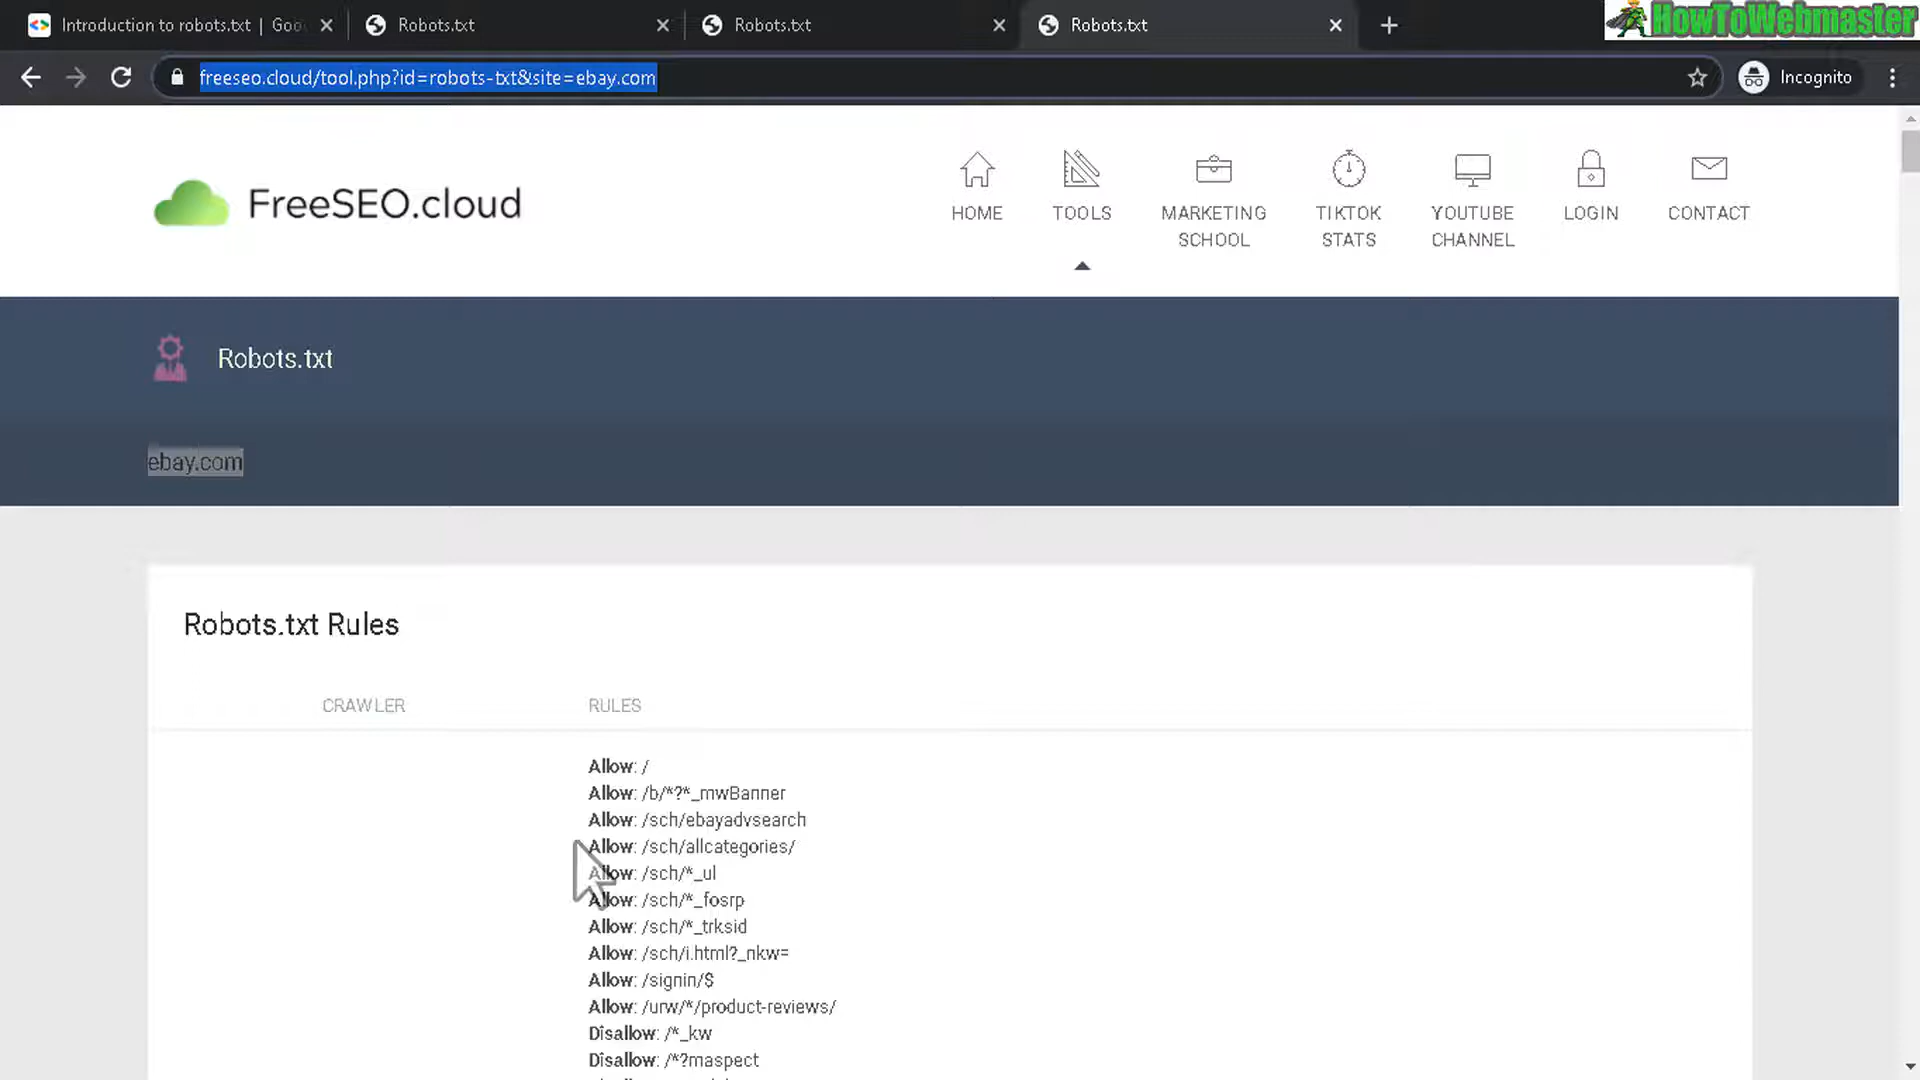 Introduction to robots.txt | Goo
Robots.txt
Robots.txt
Robots.txt
HowToWebmaster
freeseo.cloud/tool.php?id=robots-txt&site=ebay.com
Incognito
FreeSEO.cloud
HOME
TOOLS
MARKETING
SCHOOL
TIKTOK
STATS
YOUTUBE
CHANNEL
LOGIN
CONTACT
Robots.txt
ebay.com
Robots.txt Rules
CRAWLER
RULES
Allow: /
Allow: /b/*?*_mwBanner
Allow: /sch/ebayadvsearch
Allow: /sch/allcategories/
Allow: /sch/*_ul
Allow: /sch/*_fosrp
Allow: /sch/*_trksid
Allow: /sch/i.html?_nkw=
Allow: /signin/$
Allow: /urw/*/product-reviews/
Disallow: /*_kw
Disallow: /*?maspect